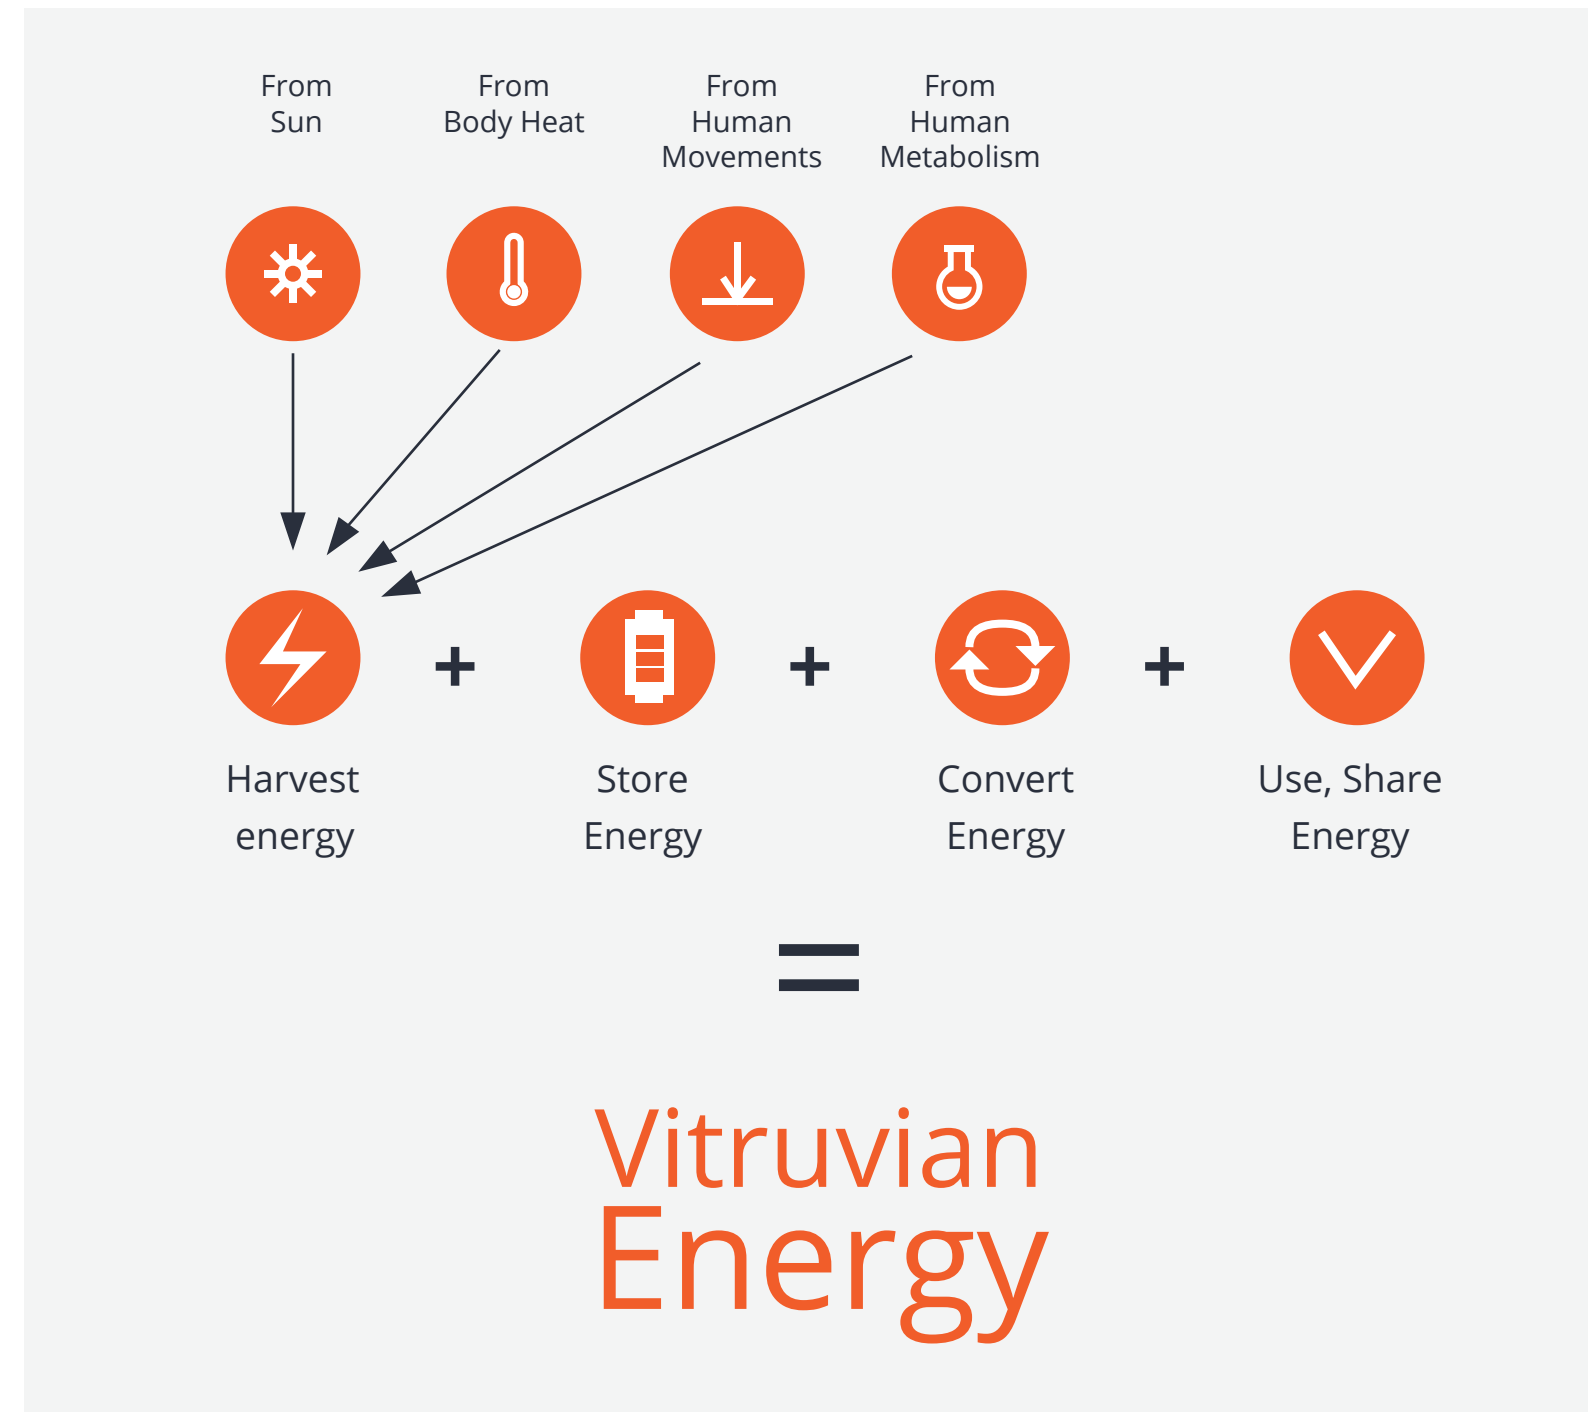 From
Sun
From
Body Heat
From
Human
Movements
From
Human
Metabolism
+
+
+
Harvest
energy
Store
Energy
Convert
Energy
Use, Share
Energy
=
Vitruvian
Energy